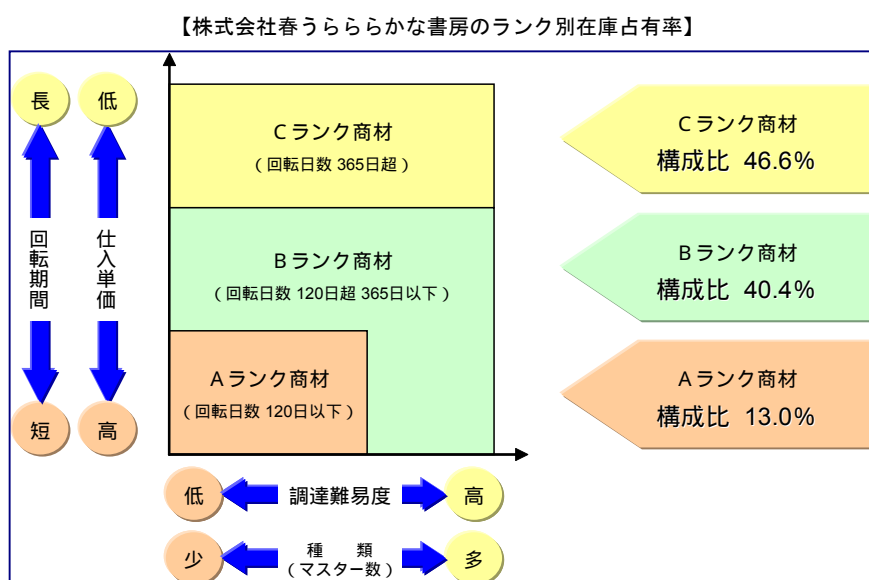 【株式会社春うらららかな書房のランク別在庫占有率】
長
低
回転期間
仕入単価
短
高
Cランク商材
(回転日数 365日超)
Bランク商材
(回転日数 120日超 365日以下)
Aランク商材
(回転日数 120日以下)
Cランク商材
構成比 46.6%
Bランク商材
構成比 40.4%
Aランク商材
構成比 13.0%
低
調達難易度
高
少
種 類
(マスター数)
多